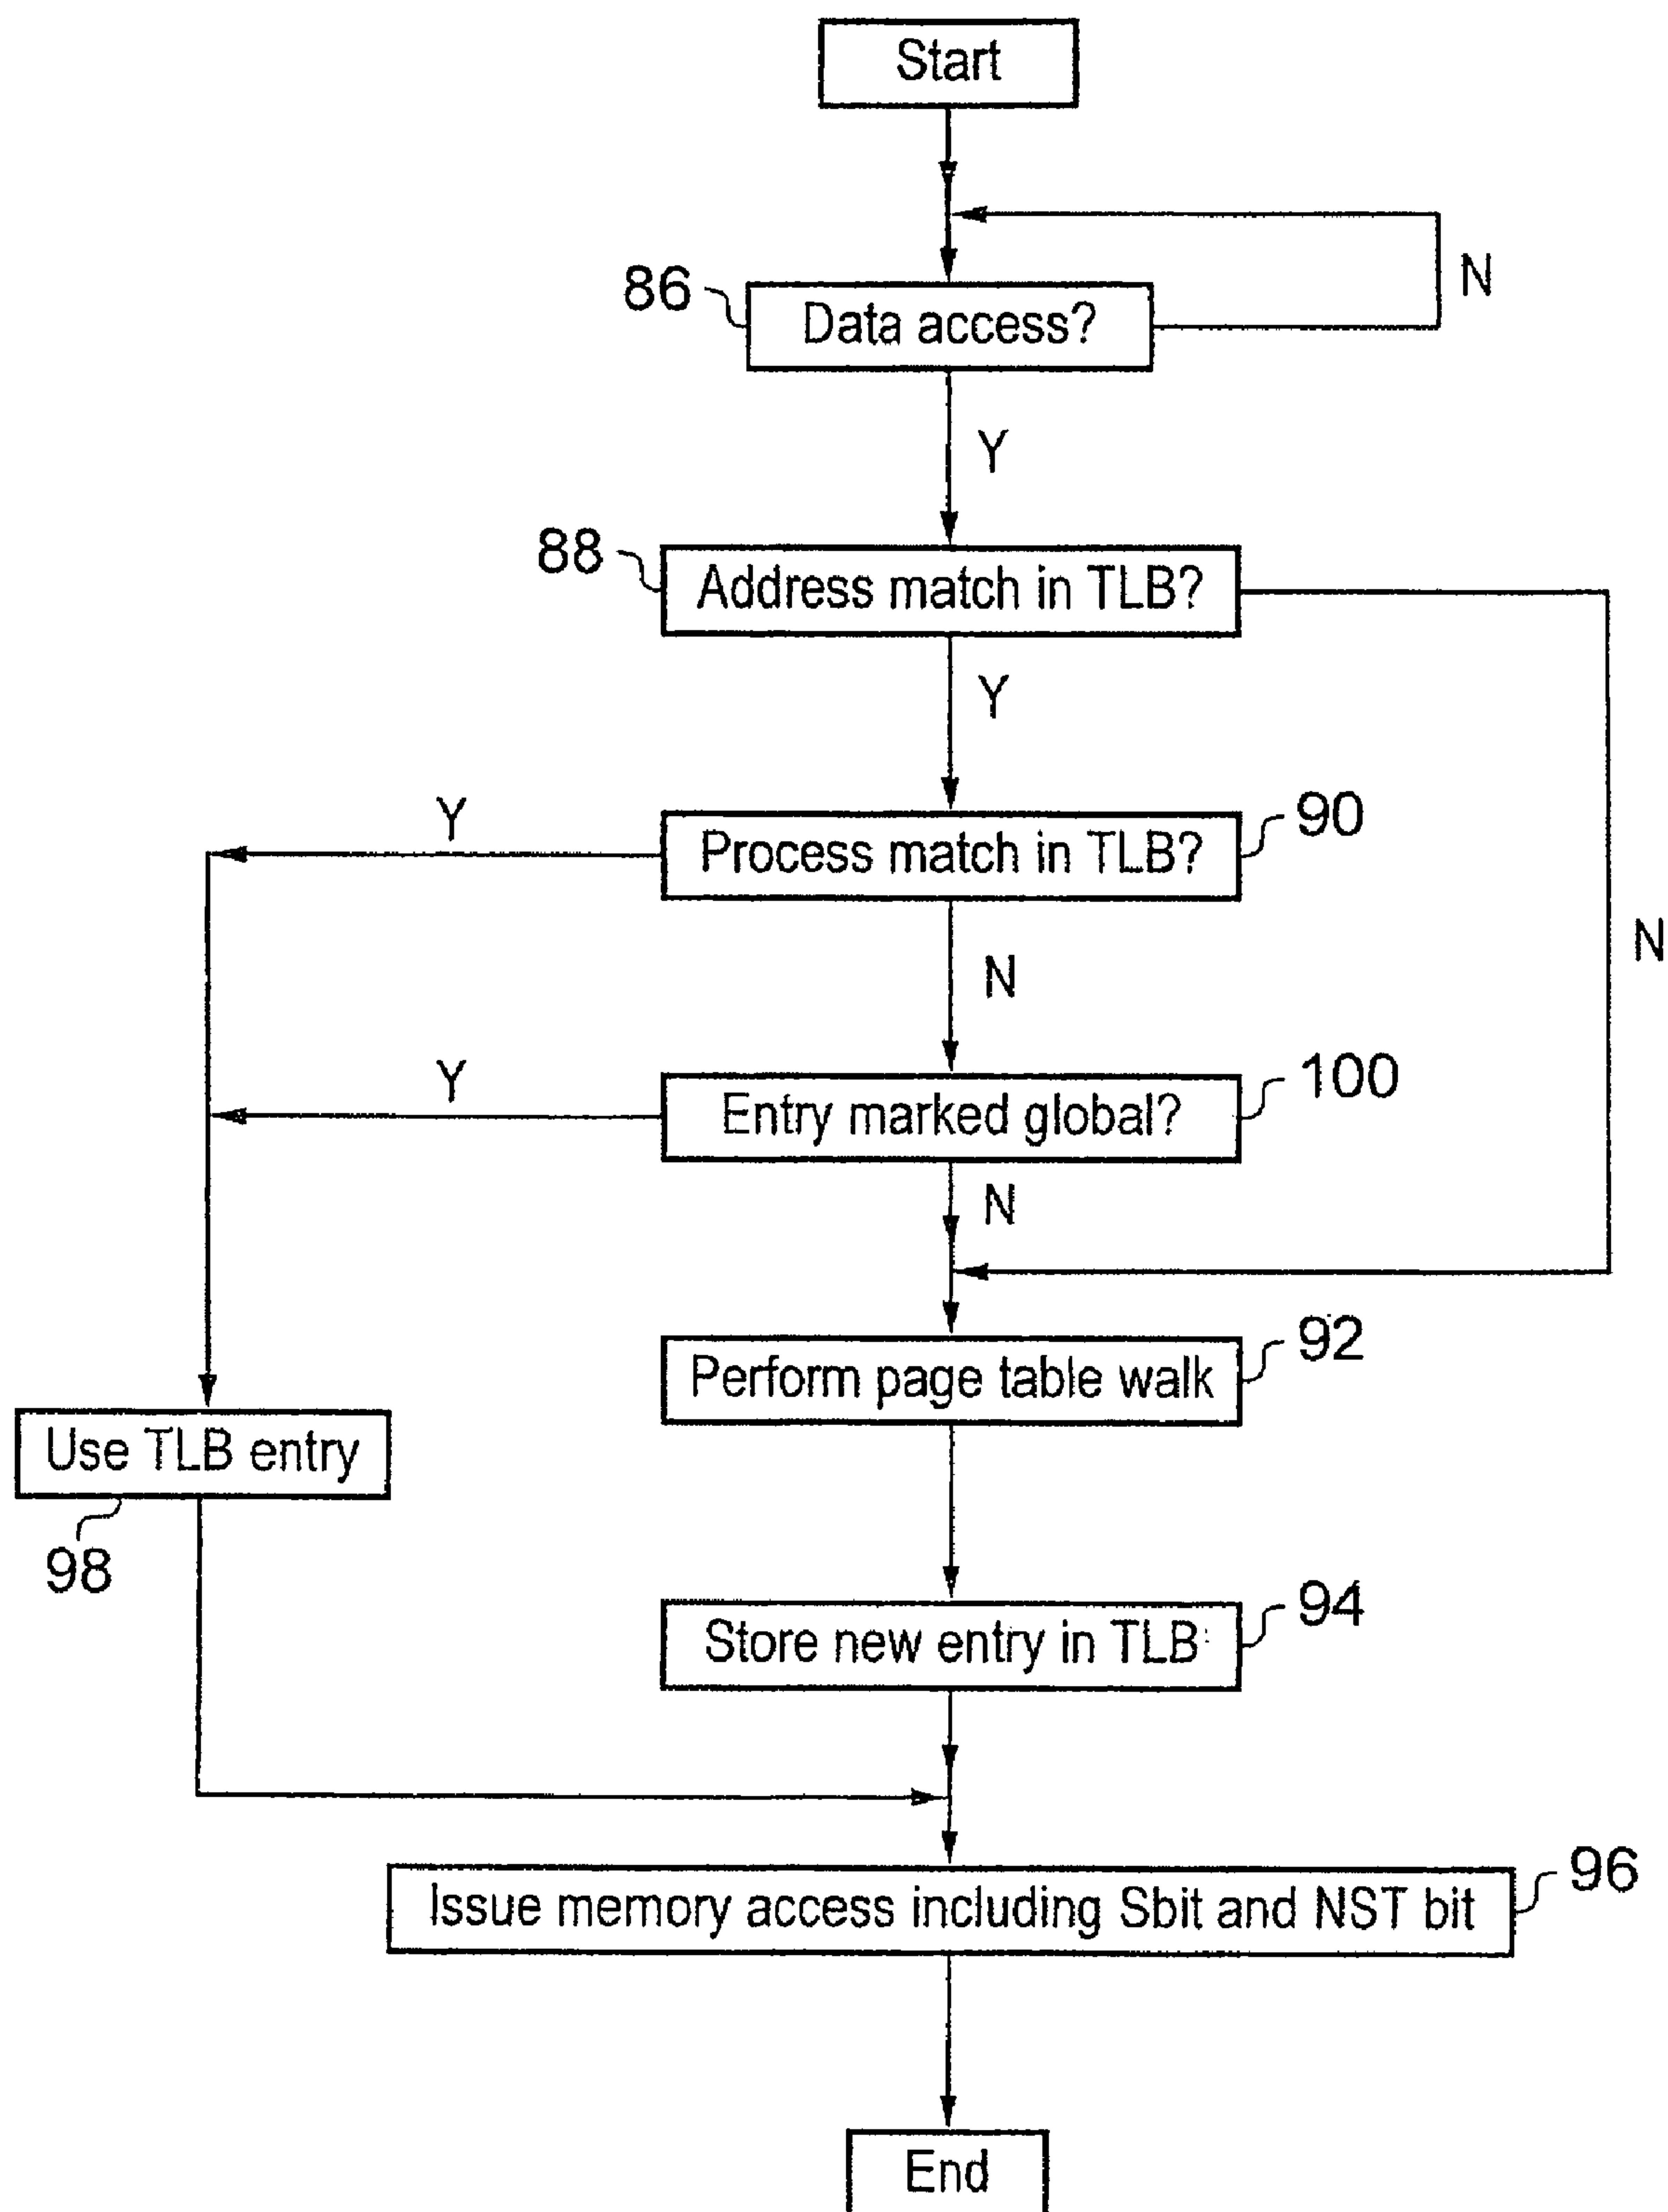 Start
N
86
Data access?
Y
88
Address match in TLB?
Y
90
Y
Process match in TLB?
N
N
100
Y
Entry marked global?
N
92
Perform page table walk
Use TLB entry
98
94
Store new entry in TLB
96
Issue memory access including Sbit and NST bit
End